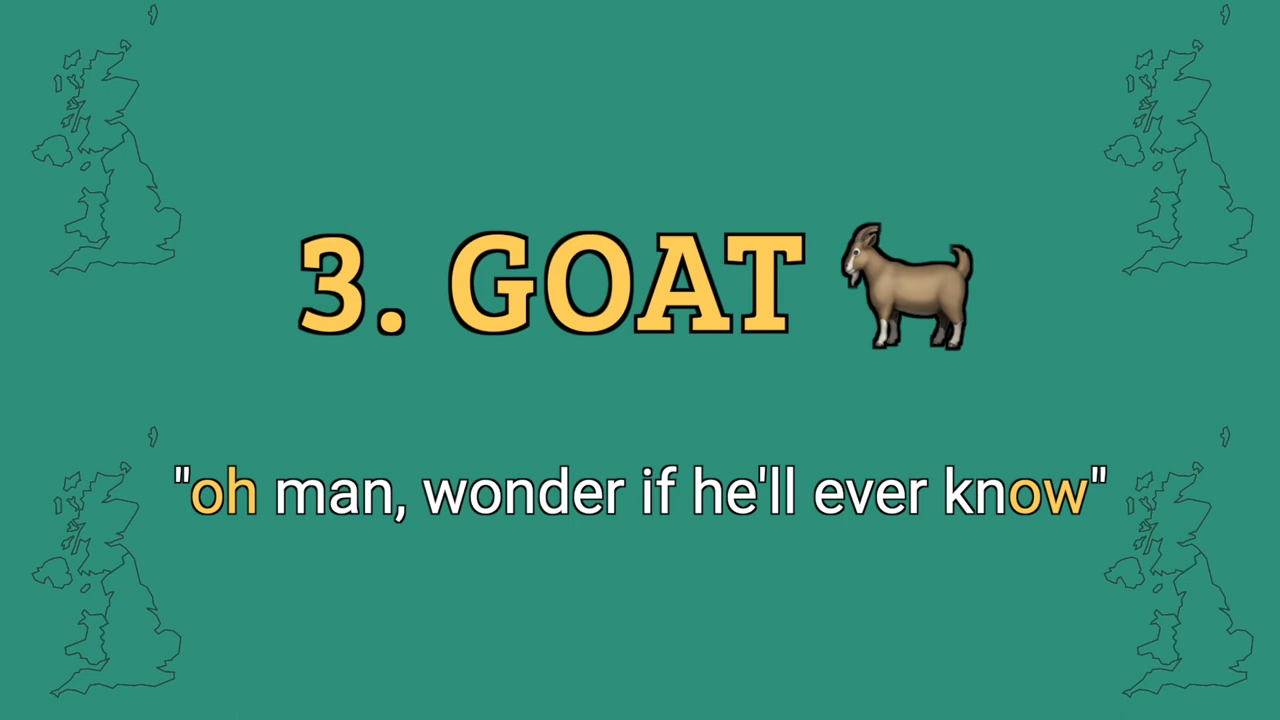 3. GOAT 🐐
"oh man, wonder if he'll ever know"